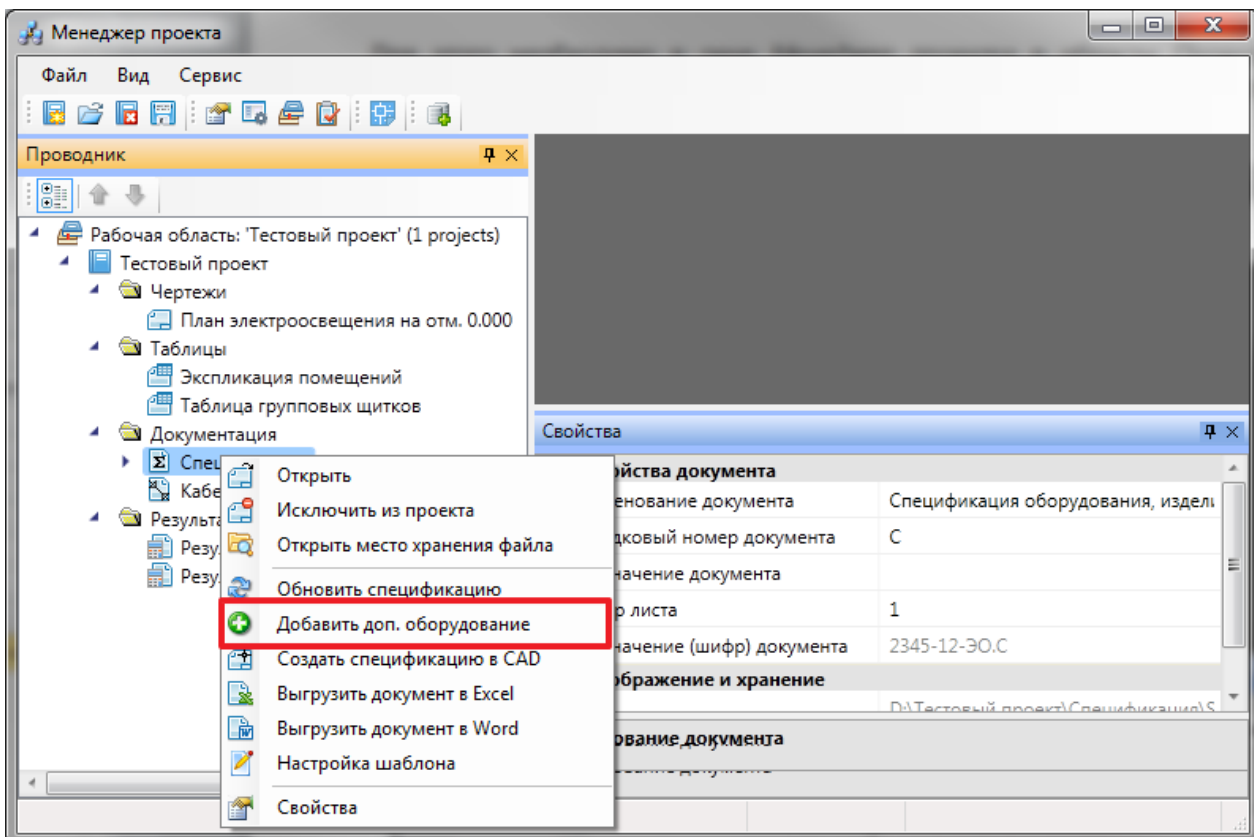 Менеджер проекта
Файл Вид Сервис
Проводник
Рабочая область: 'Тестовый проект' (1 projects)
Тестовый проект
Чертежи
План электроосвещения на отм. 0.000
Таблицы
Экспликация помещений
Таблица групповых щитков
Документация
Спец
Кабе
Результа
Резу
Резу
Открыть
Исключить из проекта
Открыть место хранения файла
Обновить спецификацию
Добавить доп. оборудование
Создать спецификацию в CAD
Выгрузить документ в Excel
Выгрузить документ в Word
Настройка шаблона
Свойства
Свойства
йства документа
енование документа Спецификация оборудования, издели
дковый номер документа С
начение документа
р листа 1
начение (шифр) документа 2345-12-ЭО.С
ображение и хранение
D:\Тестовый проект\Спецификация\S
ование документа